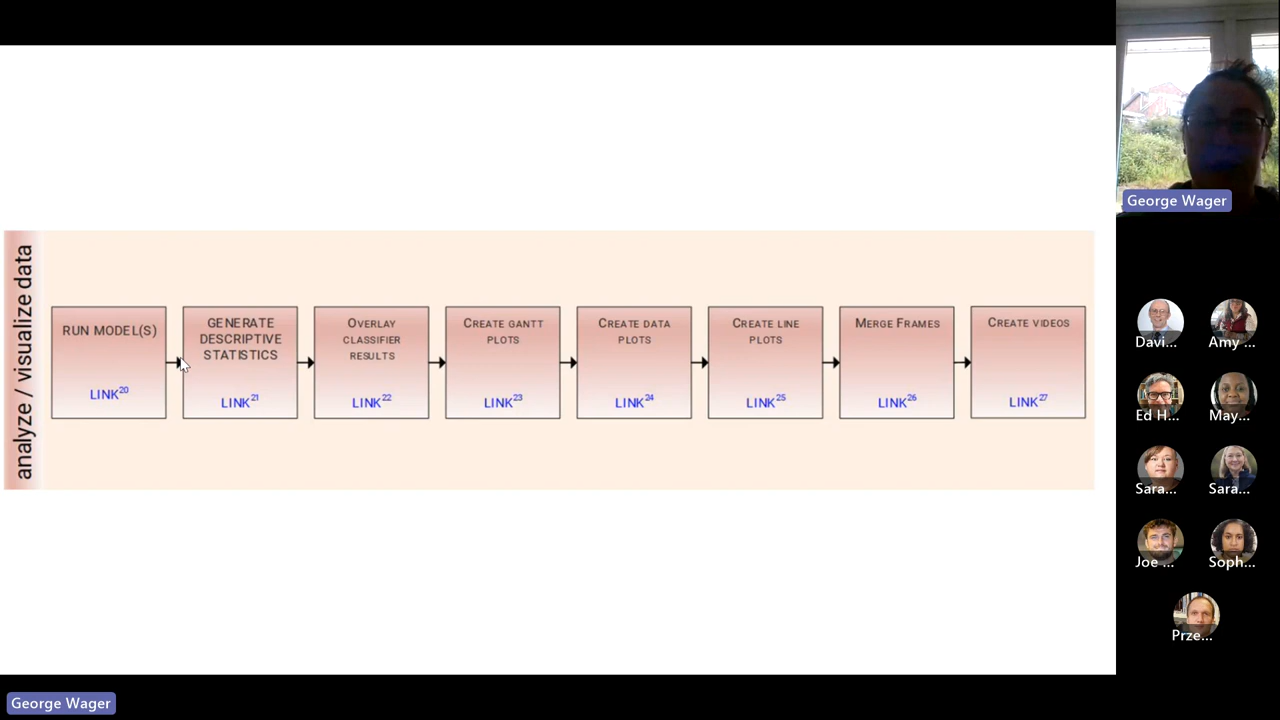 analyze / visualize data
RUN MODEL(S)
LINK20
GENERATE
DESCRIPTIVE
STATISTICS
LINK21
OVERLAY
CLASSIFIER
RESULTS
LINK22
CREATE GANTT
PLOTS
LINK23
CREATE DATA
PLOTS
LINK24
CREATE LINE
PLOTS
LINK25
MERGE FRAMES
LINK26
CREATE VIDEOS
LINK27
George Wager
Davi...
Amy ...
Ed H...
May...
Sara...
Sara...
Joe ...
Soph...
Prze...
George Wager